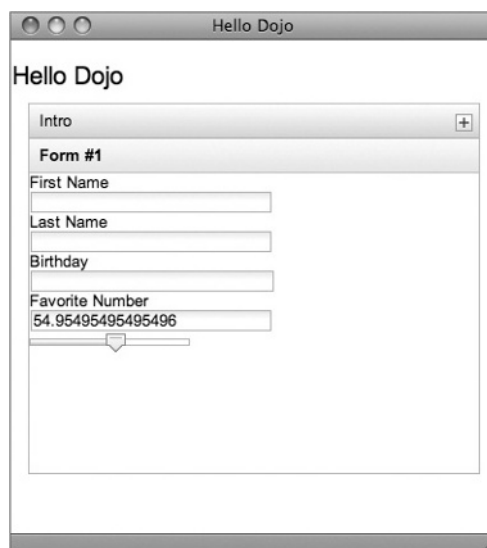 Hello Dojo
Hello Dojo
Intro
Form #1
First Name
Last Name
Birthday
Favorite Number
54.95495495495496